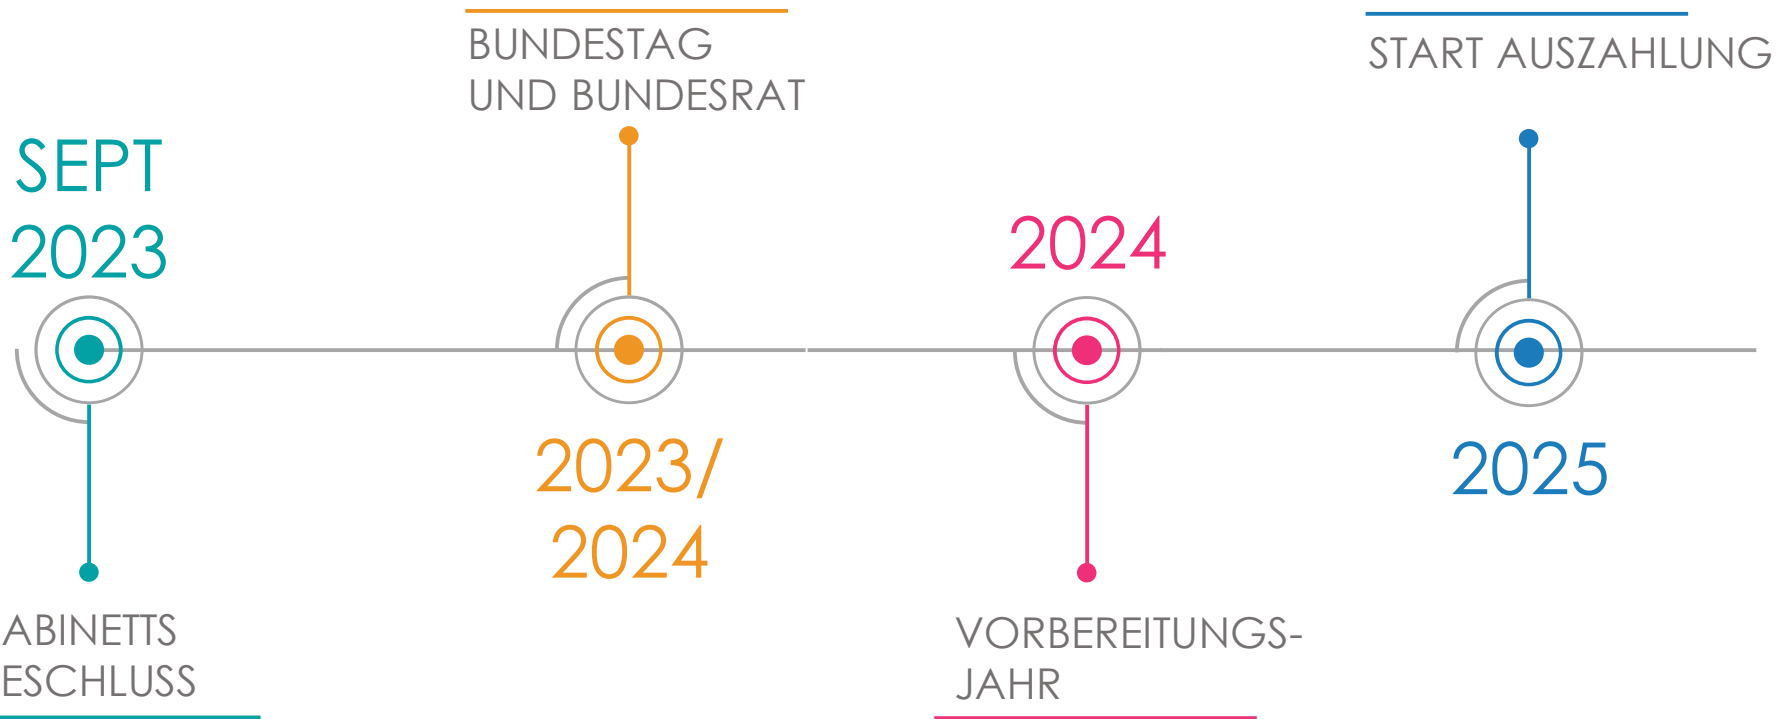 SEPT
2023
ABINETTS
ESCHLUSS
BUNDESTAG
UND BUNDESRAT
2023/
2024
2024
VORBEREITUNGS-
JAHR
START AUSZAHLUNG
2025